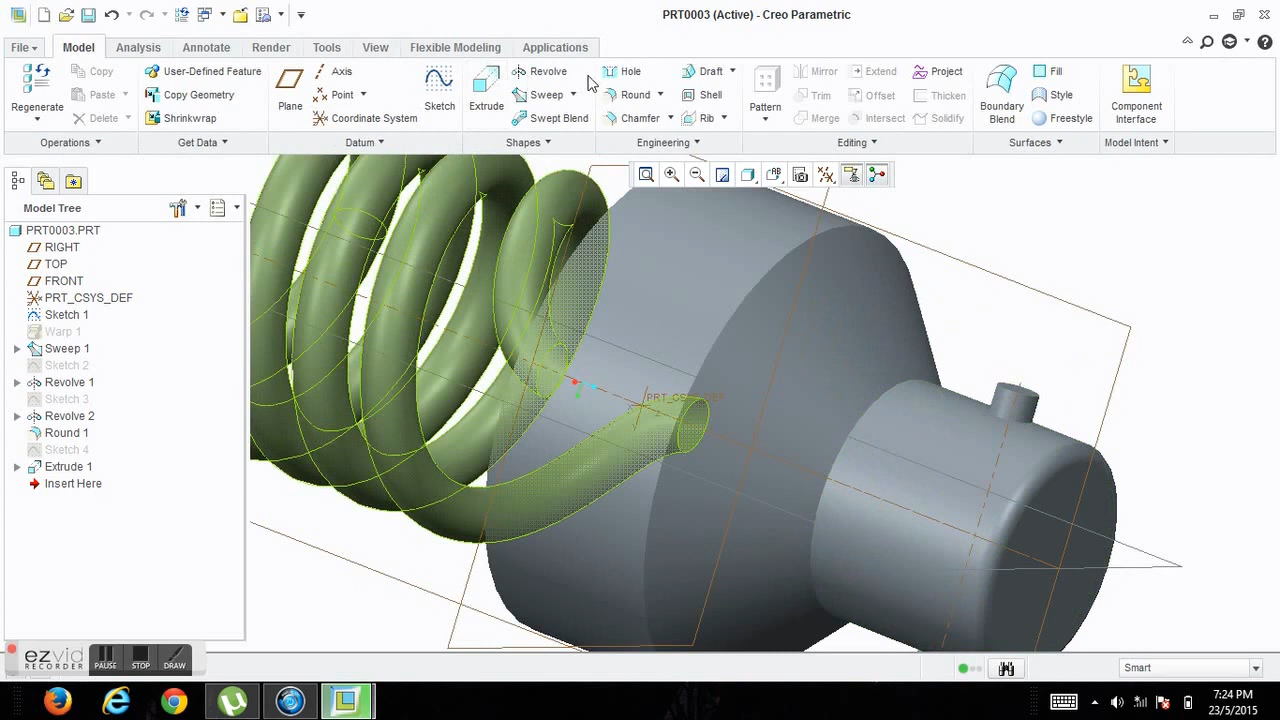 PRT0003 (Active) - Creo Parametric
File Model Analysis Annotate Render Tools View Flexible Modeling Applications
Regenerate
Copy
Paste
Delete
Operations
User-Defined Feature
Copy Geometry
Shrinkwrap
Get Data
Plane
Axis
Point
Coordinate System
Datum
Sketch
Extrude
Revolve
Sweep
Swept Blend
Shapes
Hole
Round
Chamfer
Draft
Shell
Rib
Engineering
Pattern
Mirror
Trim
Merge
Extend
Offset
Intersect
Project
Thicken
Solidify
Editing
Boundary
Blend
Fill
Style
Freestyle
Surfaces
Component
Interface
Model Intent
Model Tree
PRT0003.PRT
RIGHT
TOP
FRONT
PRT_CSYS_DEF
Sketch 1
Warp 1
Sweep 1
Sketch 2
Revolve 1
Sketch 3
Revolve 2
Round 1
Sketch 4
Extrude 1
Insert Here
PRT_CSYS_DEF
ezvid
RECORDER
PAUSE
STOP
DRAW
Smart
7:24 PM
23/5/2015